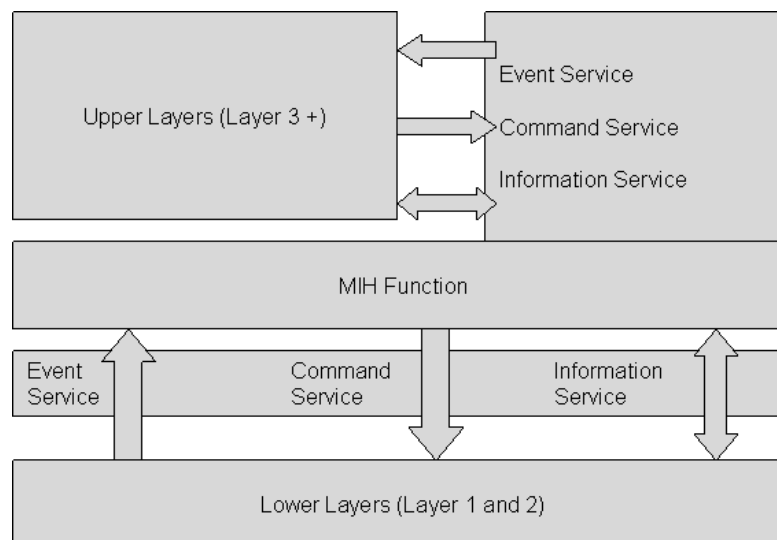 Upper Layers (Layer 3 +)
Event Service
Command Service
Information Service
MIH Function
Event
Service
Command
Service
Information
Service
Lower Layers (Layer 1 and 2)